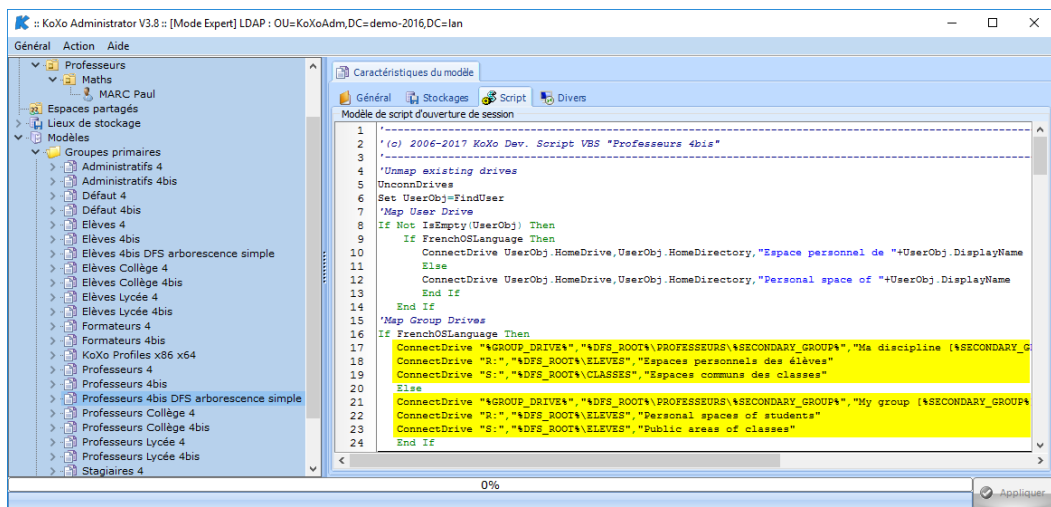 :: KoXo Administrator V3.8 :: [Mode Expert] LDAP : OU=KoXoAdm,DC=demo-2016,DC=lan
Général Action Aide
Professeurs
Maths
MARC Paul
Espaces partagés
Lieux de stockage
Modèles
Groupes primaires
Administratifs 4
Administratifs 4bis
Défaut 4
Défaut 4bis
Elèves 4
Elèves 4bis
Elèves 4bis DFS arborescence simple
Elèves Collège 4
Elèves Collège 4bis
Elèves Lycée 4
Elèves Lycée 4bis
Formateurs 4
Formateurs 4bis
KoXo Profiles x86 x64
Professeurs 4
Professeurs 4bis
Professeurs 4bis DFS arborescence simple
Professeurs Collège 4
Professeurs Collège 4bis
Professeurs Lycée 4
Professeurs Lycée 4bis
Stagiaires 4
Caractéristiques du modèle
Général Stockages Script Divers
Modèle de script d'ouverture de session
1 '------------------------------------------------------------
2 '(c) 2006-2017 KoXo Dev. Script VBS "Professeurs 4bis"
3 '------------------------------------------------------------
4 'Unmap existing drives
5 UnconnDrives
6 Set UserObj=FindUser
7 'Map User Drive
8 If Not IsEmpty(UserObj) Then
9 If FrenchOSLanguage Then
10 ConnectDrive UserObj.HomeDrive,UserObj.HomeDirectory,"Espace personnel de "+UserObj.DisplayName
11 Else
12 ConnectDrive UserObj.HomeDrive,UserObj.HomeDirectory,"Personal space of "+UserObj.DisplayName
13 End If
14 End If
15 'Map Group Drives
16 If FrenchOSLanguage Then
17 ConnectDrive "%GROUP_DRIVE%","%DFS_ROOT%\PROFESSEURS\%SECONDARY_GROUP%","Ma discipline [%SECONDARY_G
18 ConnectDrive "R:","%DFS_ROOT%\ELEVES","Espaces personnels des élèves"
19 ConnectDrive "S:","%DFS_ROOT%\CLASSES","Espaces communs des classes"
20 Else
21 ConnectDrive "%GROUP_DRIVE%","%DFS_ROOT%\PROFESSEURS\%SECONDARY_GROUP%","My group [%SECONDARY_GROUP%
22 ConnectDrive "R:","%DFS_ROOT%\ELEVES","Personal spaces of students"
23 ConnectDrive "S:","%DFS_ROOT%\ELEVES","Public areas of classes"
24 End If
0%
Appliquer